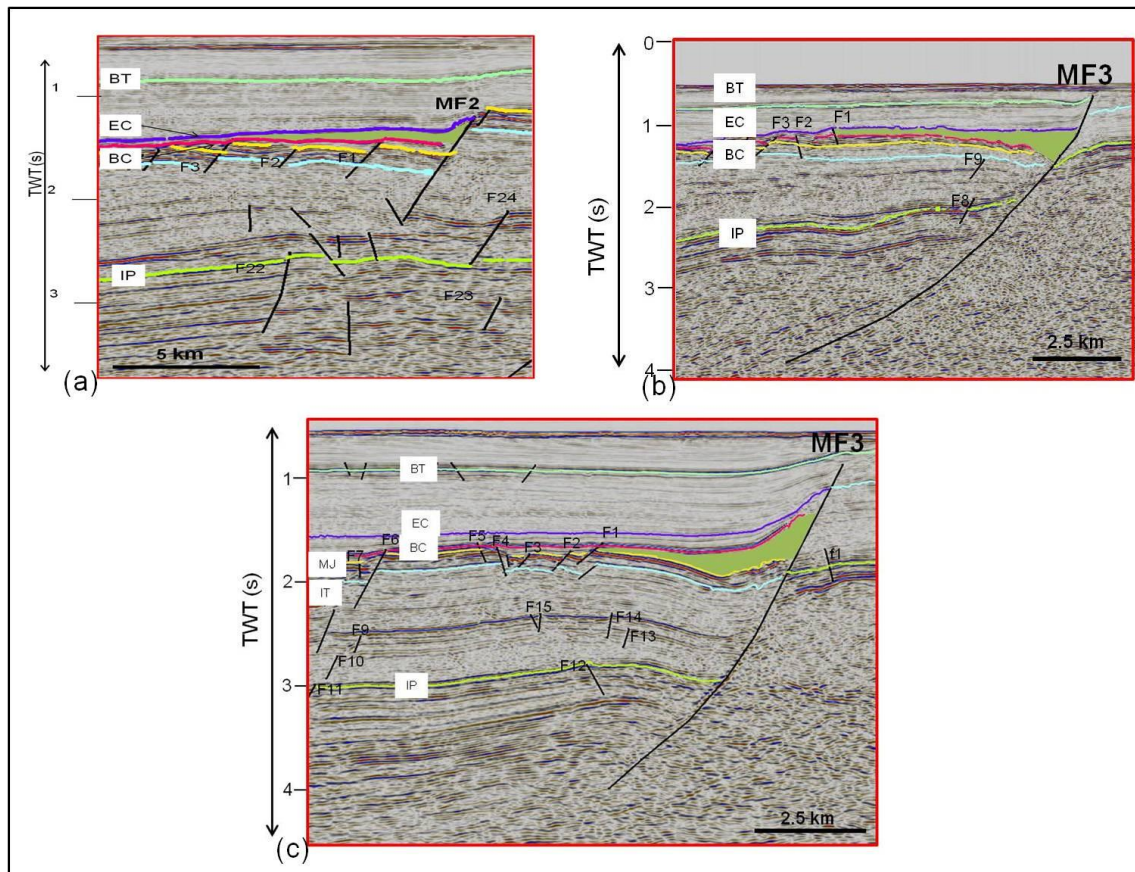 TWT (s)
1
2
3
BT
EC
BC
IP
MF2
F3
F2
F1
F24
F22
F23
5 km
(a)
TWT (s)
0
1
2
3
4
BT
EC
BC
IP
MF3
F3 F2 F1
F9
F8
2.5 km
(b)
TWT (s)
1
2
3
4
MF3
BT
EC
BC
MJ
IT
IP
F7
F6
F5
F4
F3
F2
F1
f1
F15
F14
F13
F9
F10
F12
F11
2.5 km
(c)